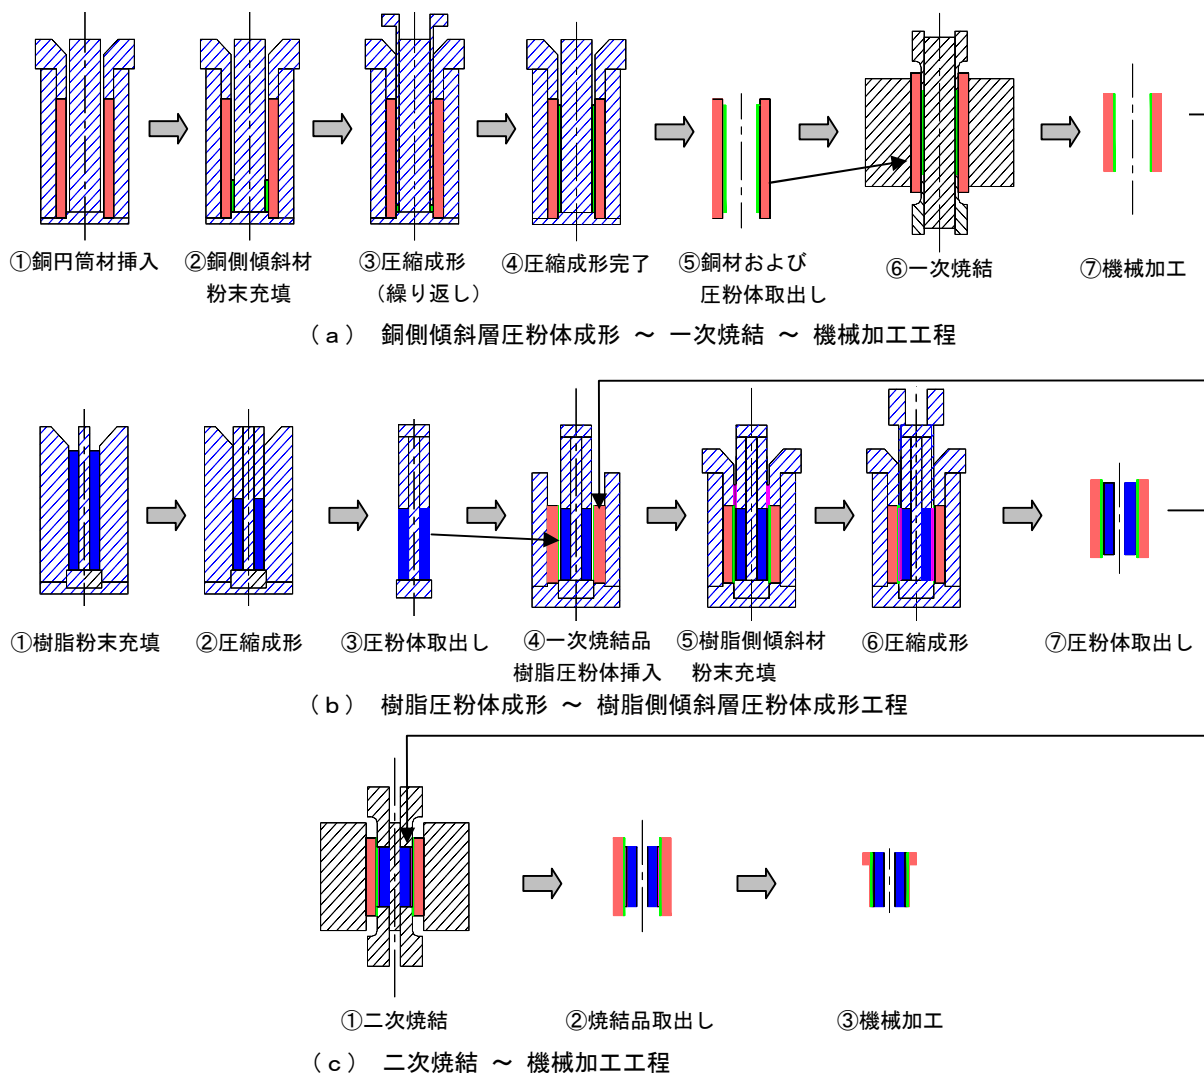 ①銅円筒材挿入
②銅側傾斜材
粉末充填
③圧縮成形
(繰り返し)
④圧縮成形完了
⑤銅材および
圧粉体取出し
⑥一次焼結
⑦機械加工
(a) 銅側傾斜層圧粉体成形 ~ 一次焼結 ~ 機械加工工程
①樹脂粉末充填
②圧縮成形
③圧粉体取出し
④一次焼結品
樹脂圧粉体挿入
⑤樹脂側傾斜材
粉末充填
⑥圧縮成形
⑦圧粉体取出し
(b) 樹脂圧粉体成形 ~ 樹脂側傾斜層圧粉体成形工程
①二次焼結
②焼結品取出し
③機械加工
(c) 二次焼結 ~ 機械加工工程